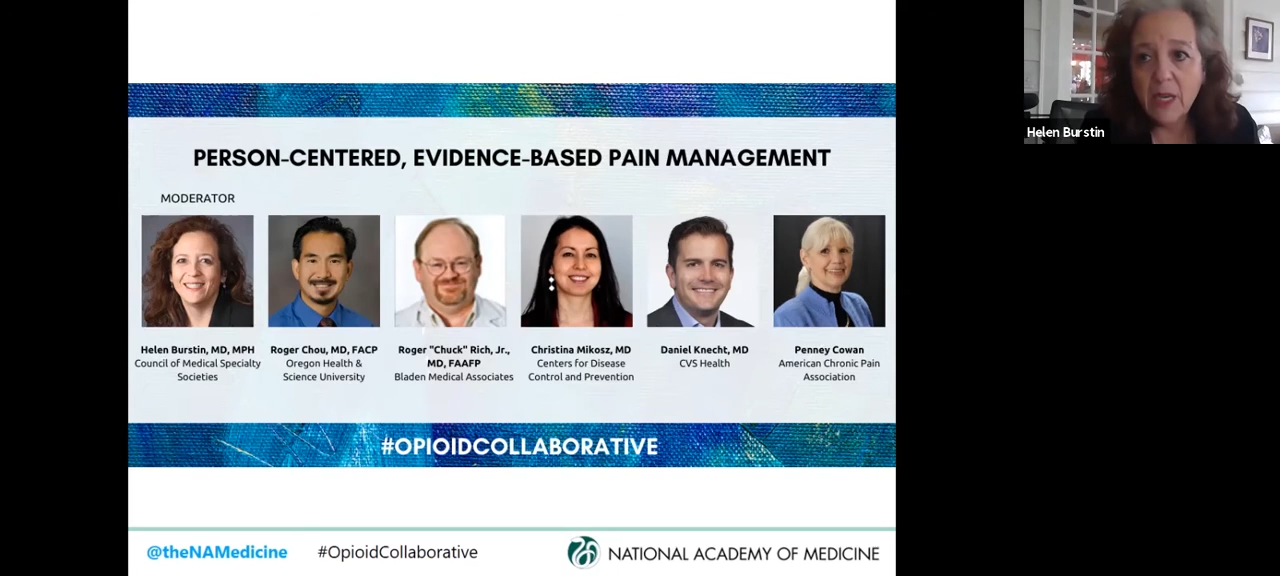 Helen Burstin
PERSON-CENTERED, EVIDENCE-BASED PAIN MANAGEMENT
MODERATOR
Helen Burstin, MD, MPH
Council of Medical Specialty
Societies
Roger Chou, MD, FACP
Oregon Health &
Science University
Roger "Chuck" Rich, Jr.,
MD, FAAFP
Bladen Medical Associates
Christina Mikosz, MD
Centers for Disease
Control and Prevention
Daniel Knecht, MD
CVS Health
Penney Cowan
American Chronic Pain
Association
#OPIOIDCOLLABORATIVE
@theNAMedicine
#OpioidCollaborative
NATIONAL ACADEMY OF MEDICINE